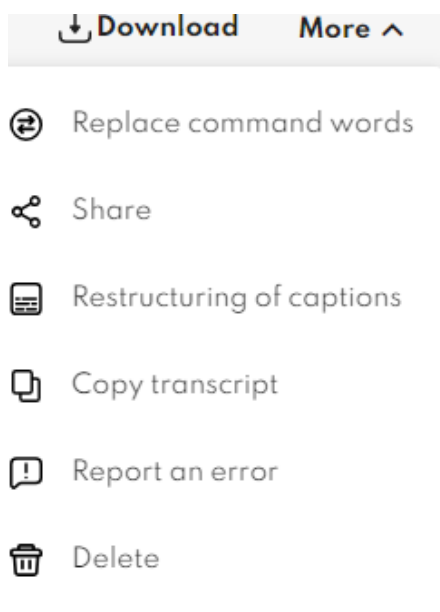 Download More
Replace command words
Share
Restructuring of captions
Copy transcript
Report an error
Delete